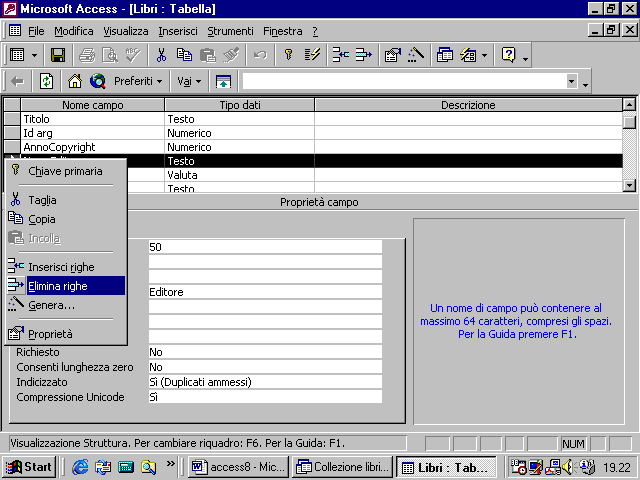 Microsoft Access - [Libri : Tabella]
File Modifica Visualizza Inserisci Strumenti Finestra ?
Preferiti Vai
Nome campo Tipo dati Descrizione
Titolo Testo
Id arg Numerico
AnnoCopyright Numerico
Testo
Valuta
Testo
Proprietà campo
Chiave primaria
Taglia
Copia
Incolla
Inserisci righe
Elimina righe
Genera...
Proprietà
50
Editore
Richiesto No
Consenti lunghezza zero No
Indicizzato Sì (Duplicati ammessi)
Compressione Unicode Sì
Un nome di campo può contenere al
massimo 64 caratteri, compresi gli spazi.
Per la Guida premere F1.
Visualizzazione Struttura. Per cambiare riquadro: F6. Per la Guida: F1. NUM
Start » access8 - Mic... Collezione libri... Libri : Tab... 19.22